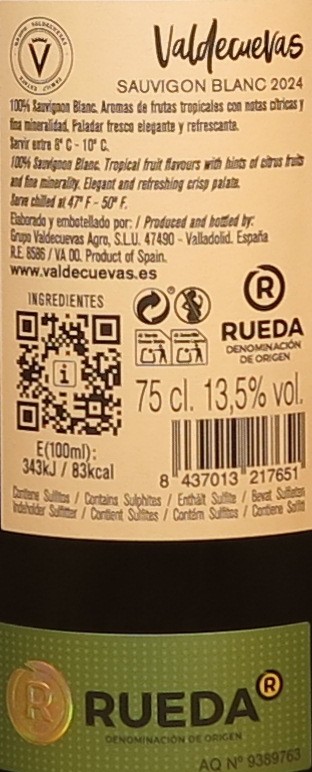 Valdecuevas
V
SAUVIGON BLANC 2024
100% Sauvignon Blanc. Aromas de frutas tropicales con notas cítricas y
fina mineralidad. Paladar fresco elegante y refrescante.
Servir entre 8° C - 10° C.
100% Sauvignon Blanc. Tropical fruit flavours with hints of citrus fruits
and fine minerality. Elegant and refreshing crisp palate.
Serve chilled at 47° F - 50° F.
Elaborado y embotellado por: / Produced and bottled by:
Grupo Valdecuevas Agro, S.L.U. 47490 - Valladolid. España
R.E. 8586 / VA 00. Product of Spain.
www.valdecuevas.es
INGREDIENTES
i
R
RUEDA
DENOMINACIÓN
DE ORIGEN
75 cl. 13,5% vol.
E(100ml):
343kJ / 83kcal
8 437013 217651
Contiene Sulfitos / Contains Sulphites / Enthält Sulfite / Bevat Sulfieten
Indeholder Sulfitter / Contient Sulfites / Contém Sulfitos / Contiene Solfiti
R RUEDA R
DENOMINACIÓN DE ORIGEN
AQ Nº 9389763